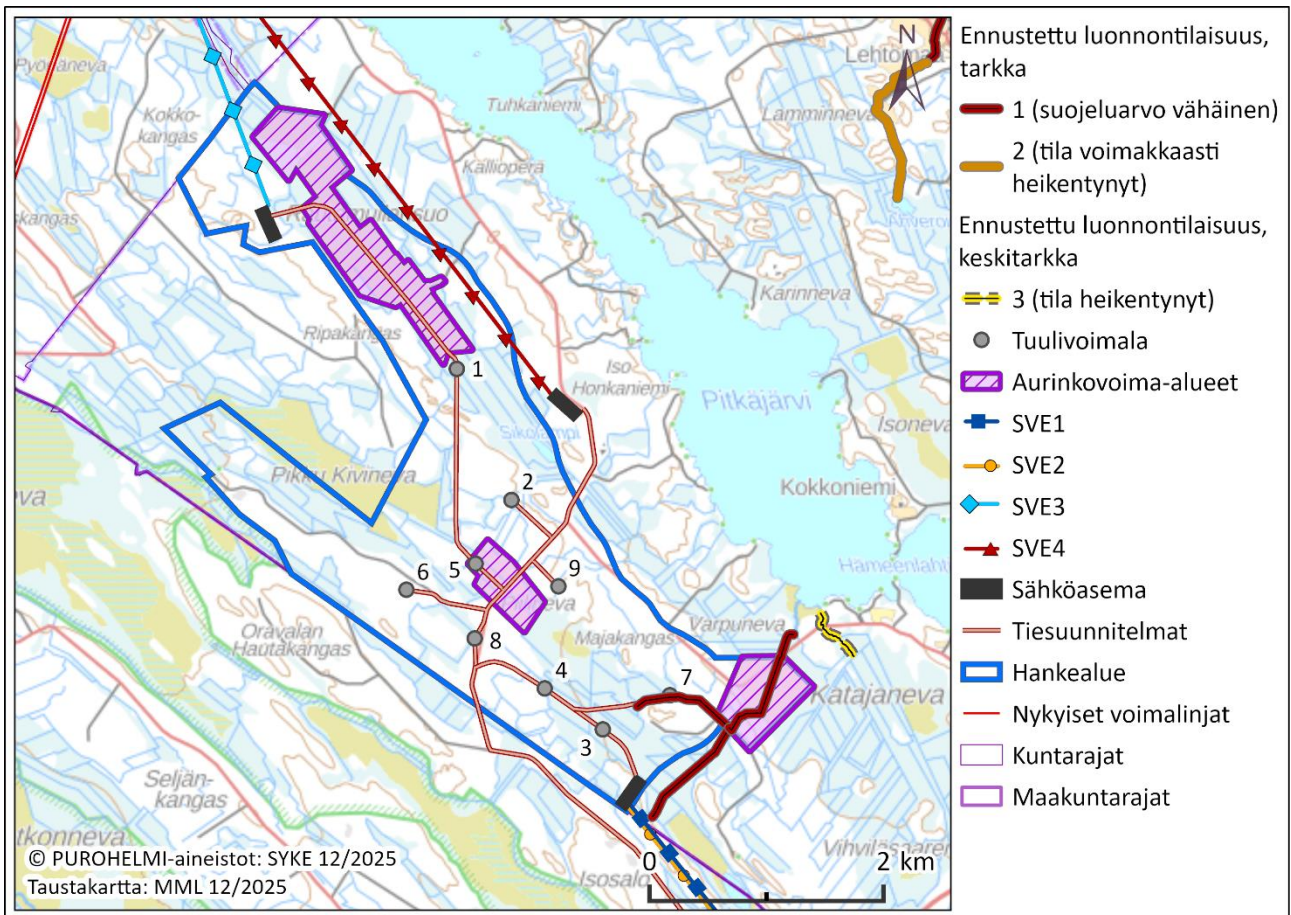 Pyöräneva
Kokko-
kangas
Tuhkaniemi
Kallioperä
Lamminneva
N
Ripakangas
Karinneva
1
Iso
Honkaniemi
Sikolampi
Pitkäjärvi
Isoneva
Pikku Kivineva
2
Kokkoniemi
5
6
9
Hämeenlahti
Oravalan
Hautakangas
8
Majakangas
Varpuneva
4
7
Katajaneva
3
Seljän-
kangas
Isosalo
Vihviläsaaren
© PUROHELMI-aineistot: SYKE 12/2025
Taustakartta: MML 12/2025
0
2 km
Ennustettu luonnontilaisuus,
tarkka
1 (suojeluarvo vähäinen)
2 (tila voimakkaasti
heikentynyt)
Ennustettu luonnontilaisuus,
keskitarkka
3 (tila heikentynyt)
Tuulivoimala
Aurinkovoima-alueet
SVE1
SVE2
SVE3
SVE4
Sähköasema
Tiesuunnitelmat
Hankealue
Nykyiset voimalinjat
Kuntarajat
Maakuntarajat